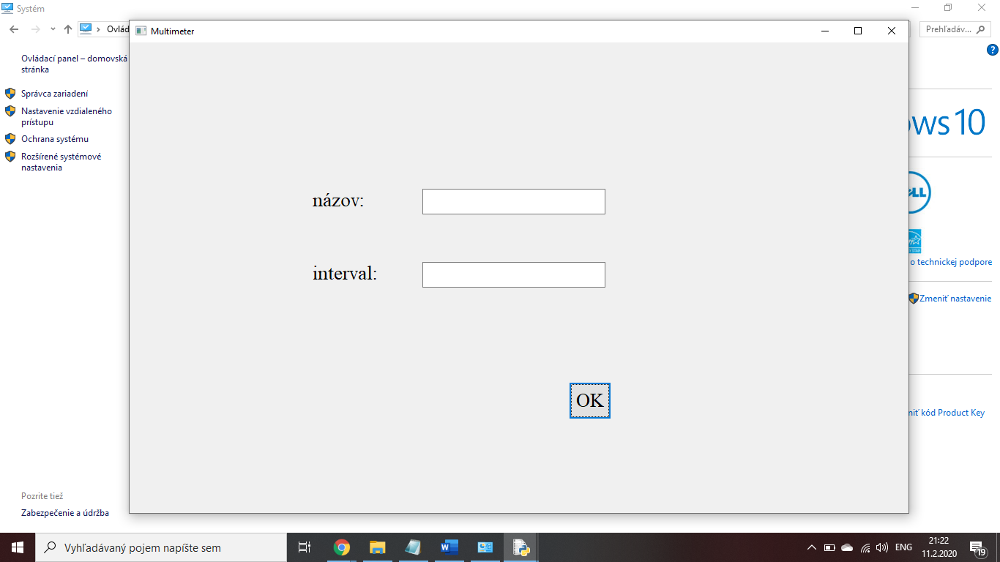 Systém
Ovlád
Prehľadáv...
Multimeter
Ovládací panel – domovská
stránka
Správca zariadení
Nastavenie vzdialeného
prístupu
Ochrana systému
Rozšírené systémové
nastavenia
ows 10
názov:
interval:
OK
o technickej podpore
Zmeniť nastavenie
niť kód Product Key
Pozrite tiež
Zabezpečenie a údržba
Vyhľadávaný pojem napíšte sem
ENG
21:22
11.2.2020
19